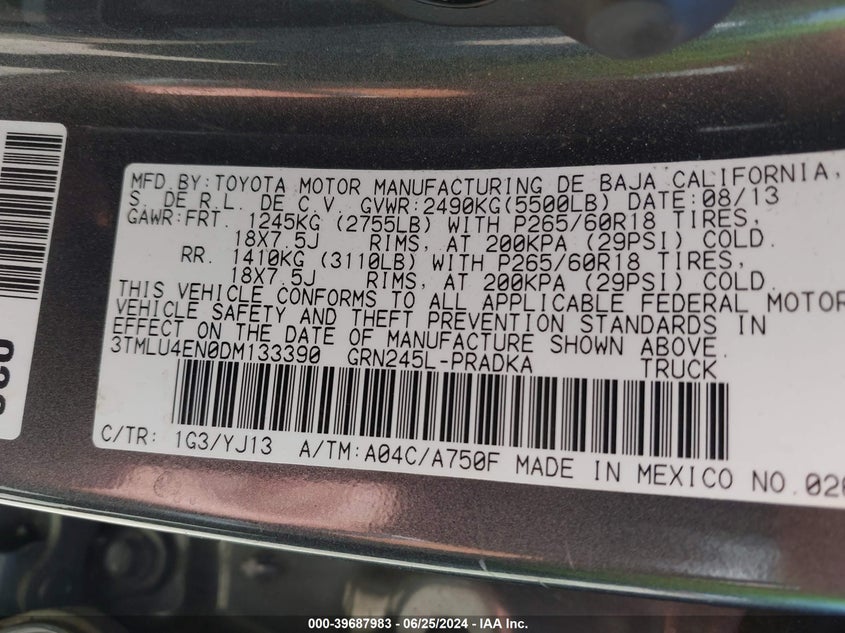 MFD.BY:TOYOTA MOTOR MANUFACTURING DE BAJA CALIFORNIA,
S. DE R.L. DE C.V. GVWR:2490KG(5500LB) DATE:08/13
GAWR:FRT. 1245KG (2755LB) WITH P265/60R18 TIRES,
18X7.5J RIMS, AT 200KPA (29PSI) COLD.
RR. 1410KG (3110LB) WITH P265/60R18 TIRES,
18X7.5J RIMS, AT 200KPA (29PSI) COLD.
THIS VEHICLE CONFORMS TO ALL APPLICABLE FEDERAL MOTOR
VEHICLE SAFETY AND THEFT PREVENTION STANDARDS IN
EFFECT ON THE DATE OF MANUFACTURE SHOWN ABOVE.
3TMLU4EN0DM133390 GRN245L-PRADKA TRUCK
C/TR: 1G3/YJ13 A/TM:A04C/A750F MADE IN MEXICO NO.
000-39687983 - 06/25/2024 - IAA Inc.